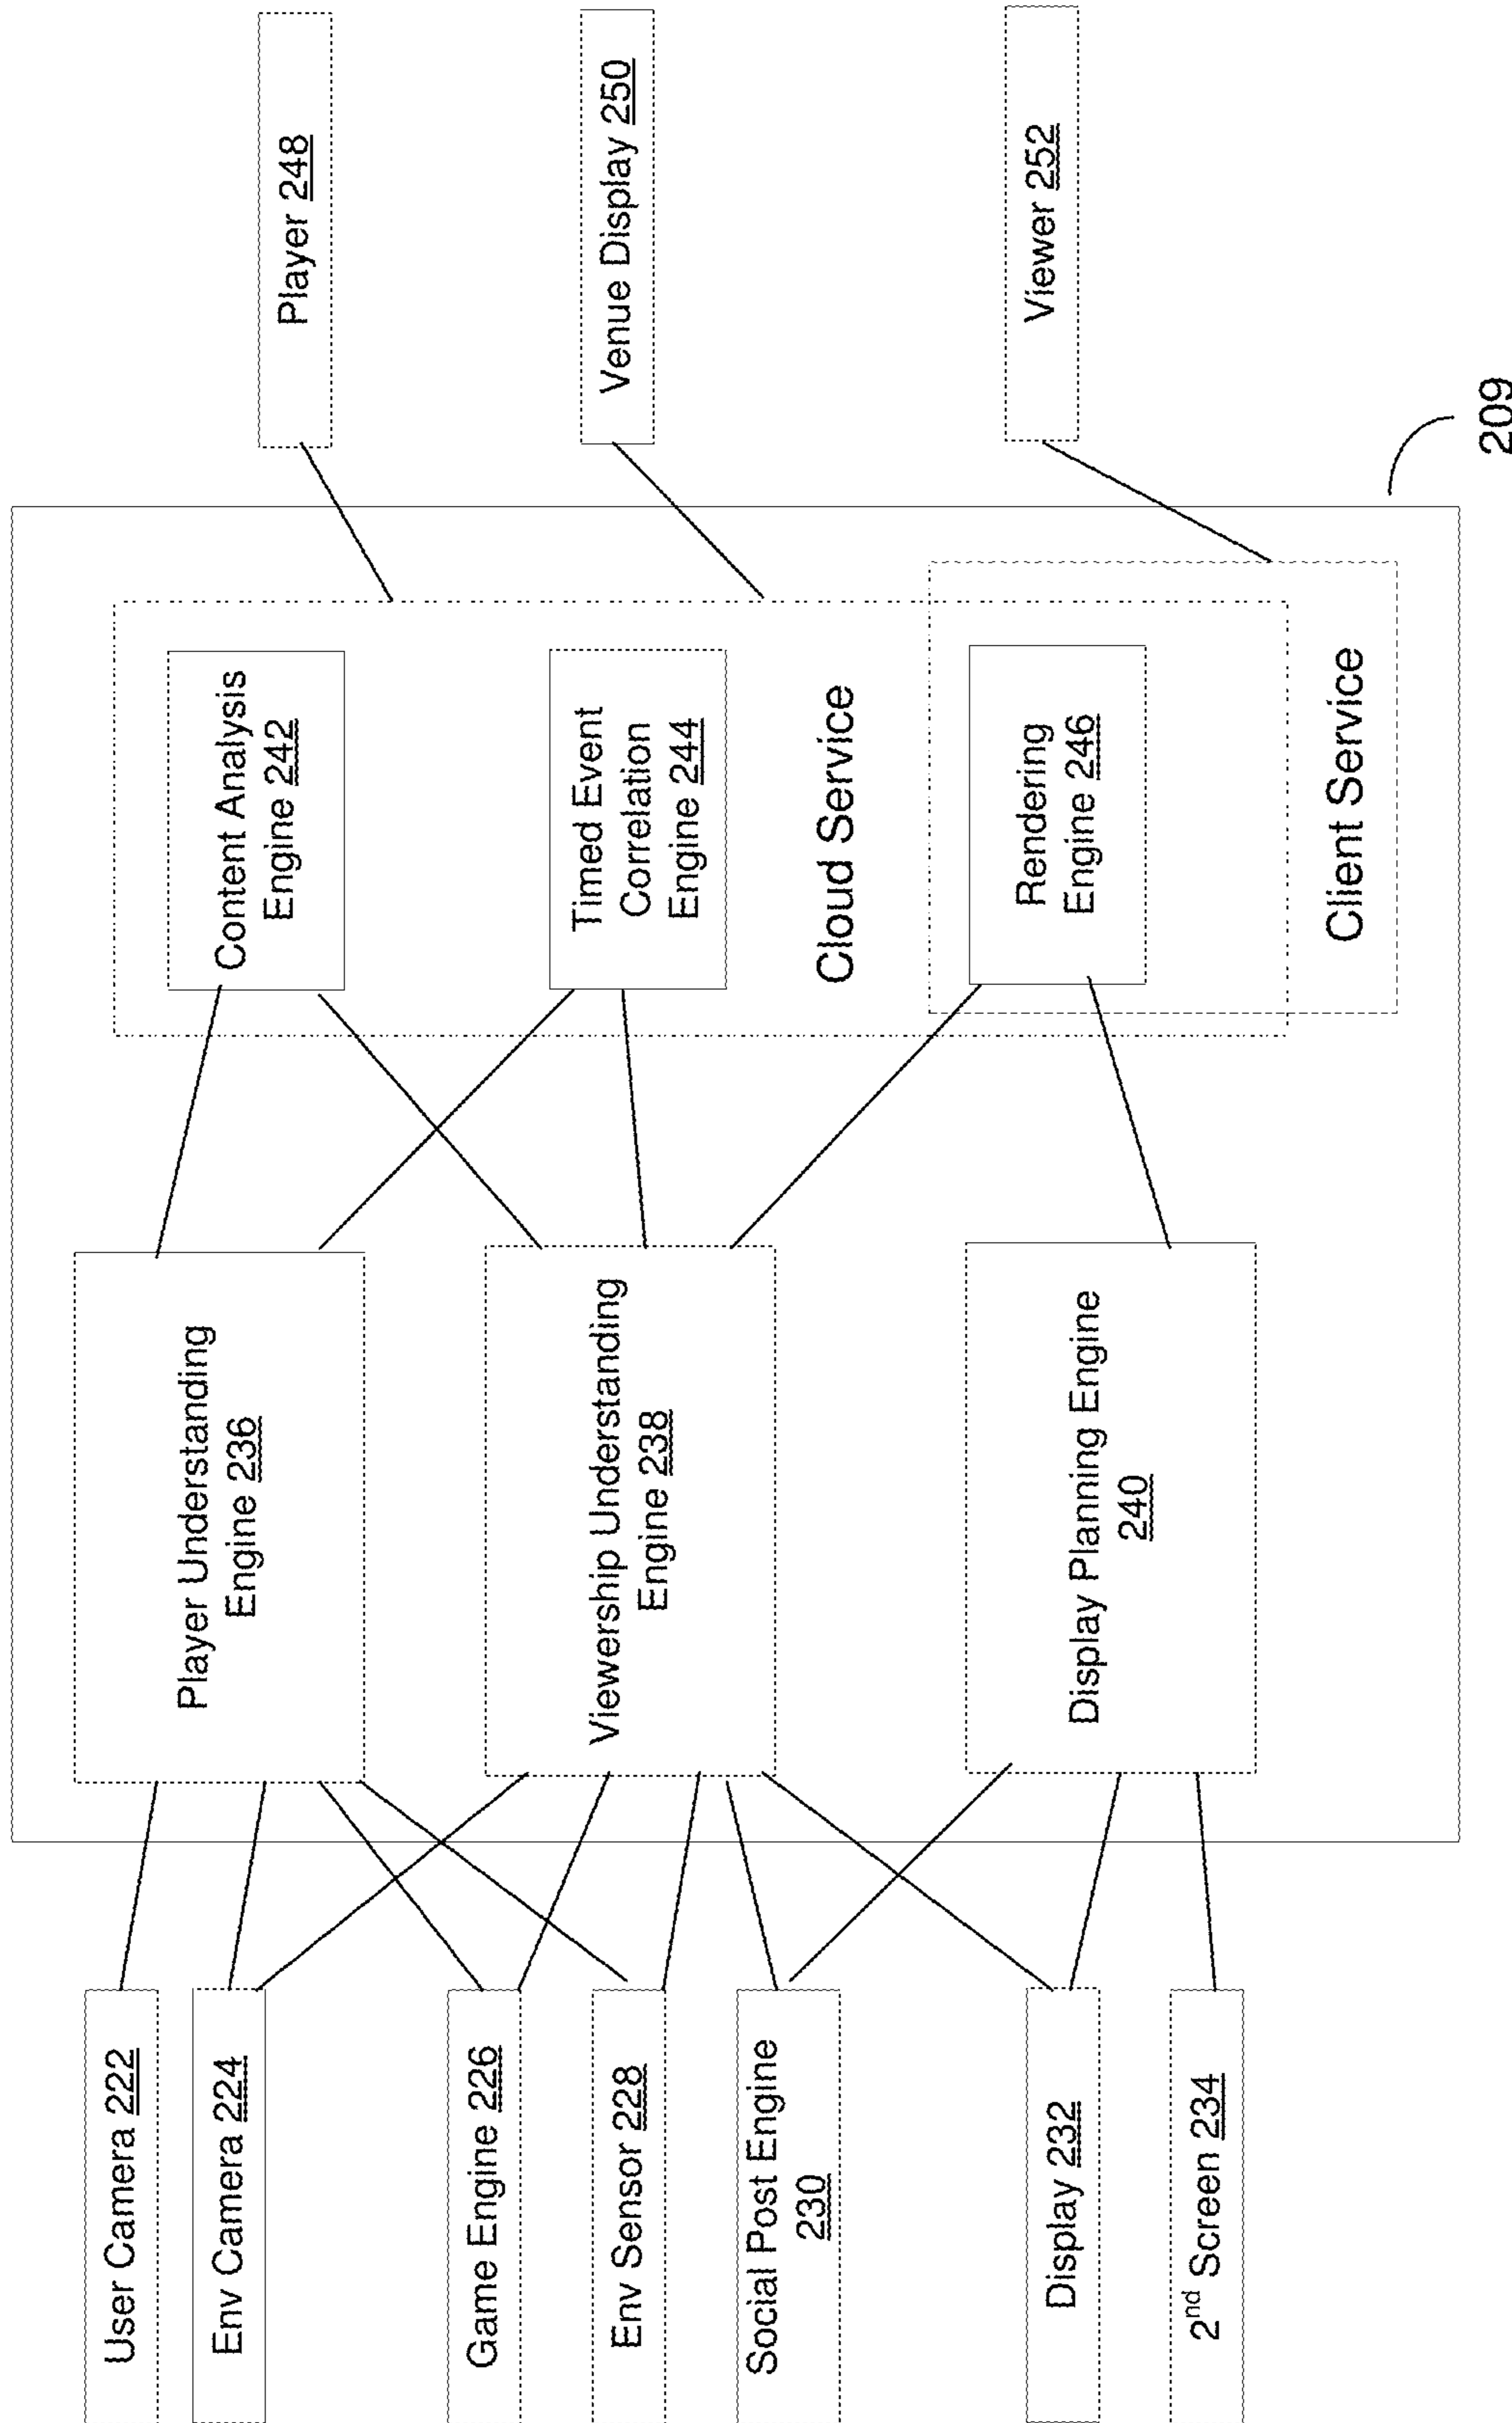 User Camera 222
Env Camera 224
Game Engine 226
Env Sensor 228
Social Post Engine
230
Display 232
2nd Screen 234
Player Understanding
Engine 236
Viewership Understanding
Engine 238
Display Planning Engine
240
Content Analysis
Engine 242
Timed Event
Correlation
Engine 244
Cloud Service
Rendering
Engine 246
Client Service
Player 248
Venue Display 250
Viewer 252
209